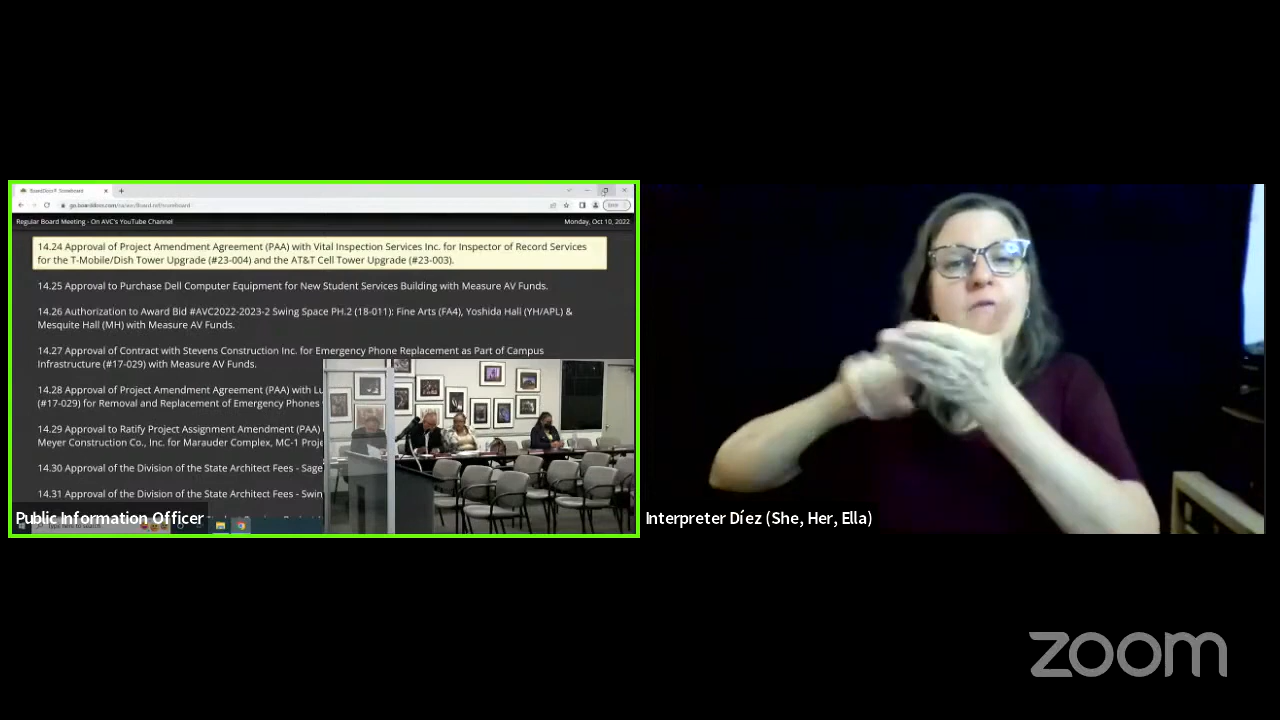 BoardDocs® Scoreboard
Regular Board Meeting - On AVC's YouTube Channel
Monday, Oct 10, 2022
14.24 Approval of Project Amendment Agreement (PAA) with Vital Inspection Services Inc. for Inspector of Record Services
for the T-Mobile/Dish Tower Upgrade (#23-004) and the AT&T Cell Tower Upgrade (#23-003).
14.25 Approval to Purchase Dell Computer Equipment for New Student Services Building with Measure AV Funds.
14.26 Authorization to Award Bid #AVC2022-2023-2 Swing Space PH.2 (18-011): Fine Arts (FA4), Yoshida Hall (YH/APL) &
Mesquite Hall (MH) with Measure AV Funds.
14.27 Approval of Contract with Stevens Construction Inc. for Emergency Phone Replacement as Part of Campus
Infrastructure (#17-029) with Measure AV Funds.
14.28 Approval of Project Amendment Agreement (PAA) with Lu
(#17-029) for Removal and Replacement of Emergency Phones
14.29 Approval to Ratify Project Assignment Amendment (PAA)
Meyer Construction Co., Inc. for Marauder Complex, MC-1 Proje
14.30 Approval of the Division of the State Architect Fees - Sage
14.31 Approval of the Division of the State Architect Fees - Swin
Public Information Officer
Interpreter Díez (She, Her, Ella)
zoom